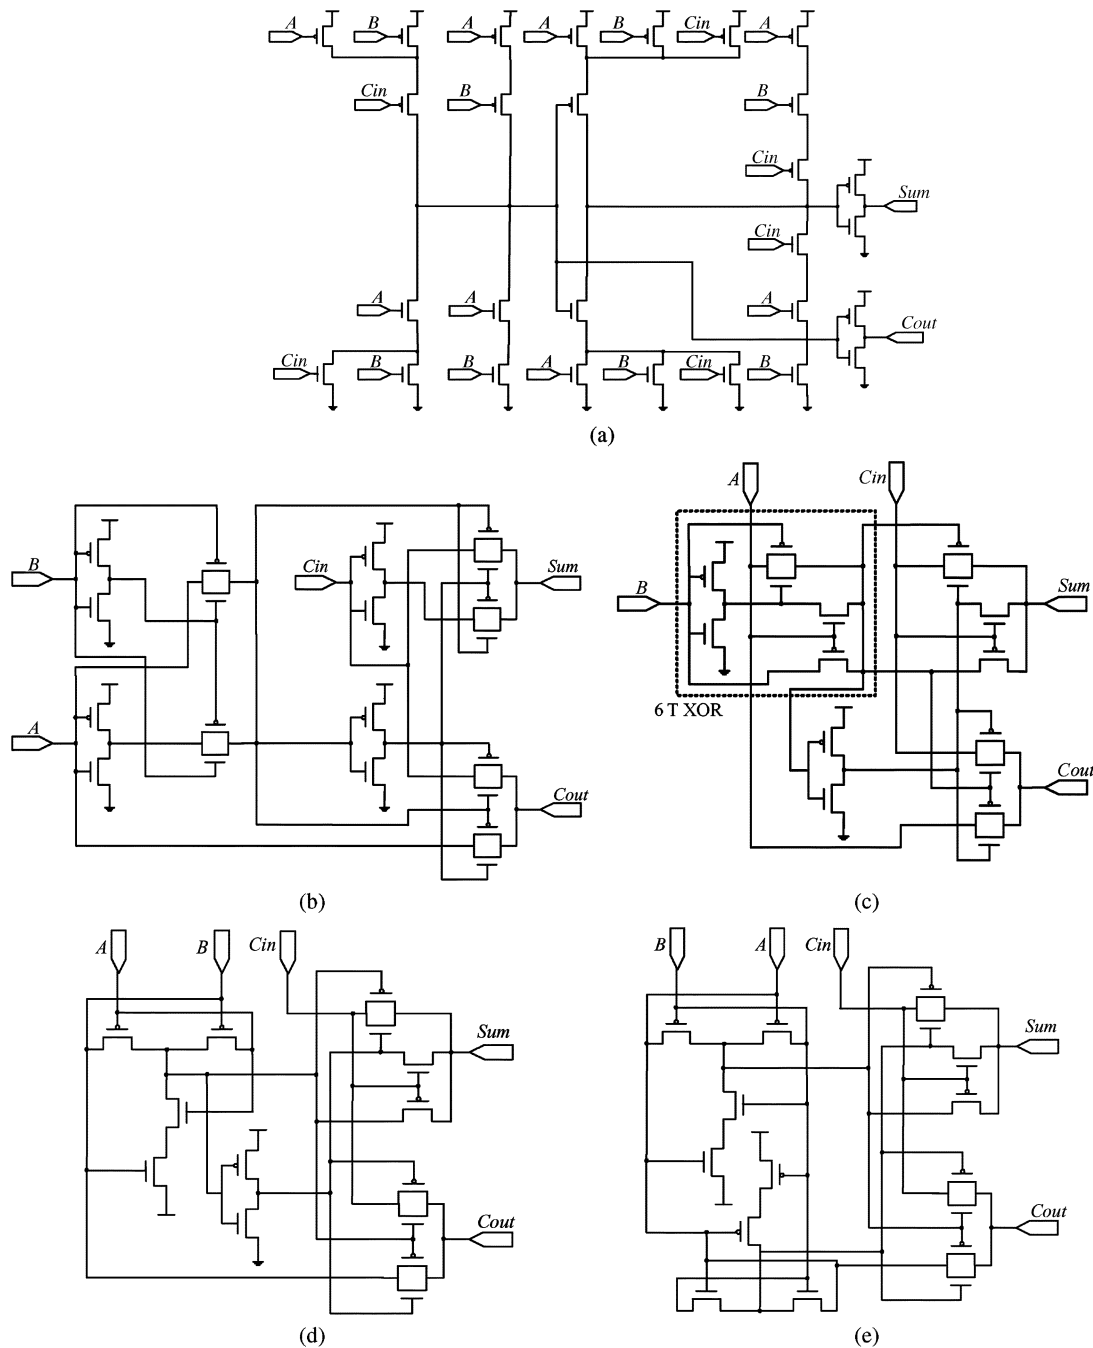 A B A A B Cin A
Cin B B
Cin
Sum
Cin
A A A
Cout
Cin B B A B Cin B
(a)
A Cin
B Cin Sum
B Sum
6 T XOR
A
Cout Cout
(b) (c)
A B Cin B A Cin
Sum Sum
Cout Cout
(d) (e)